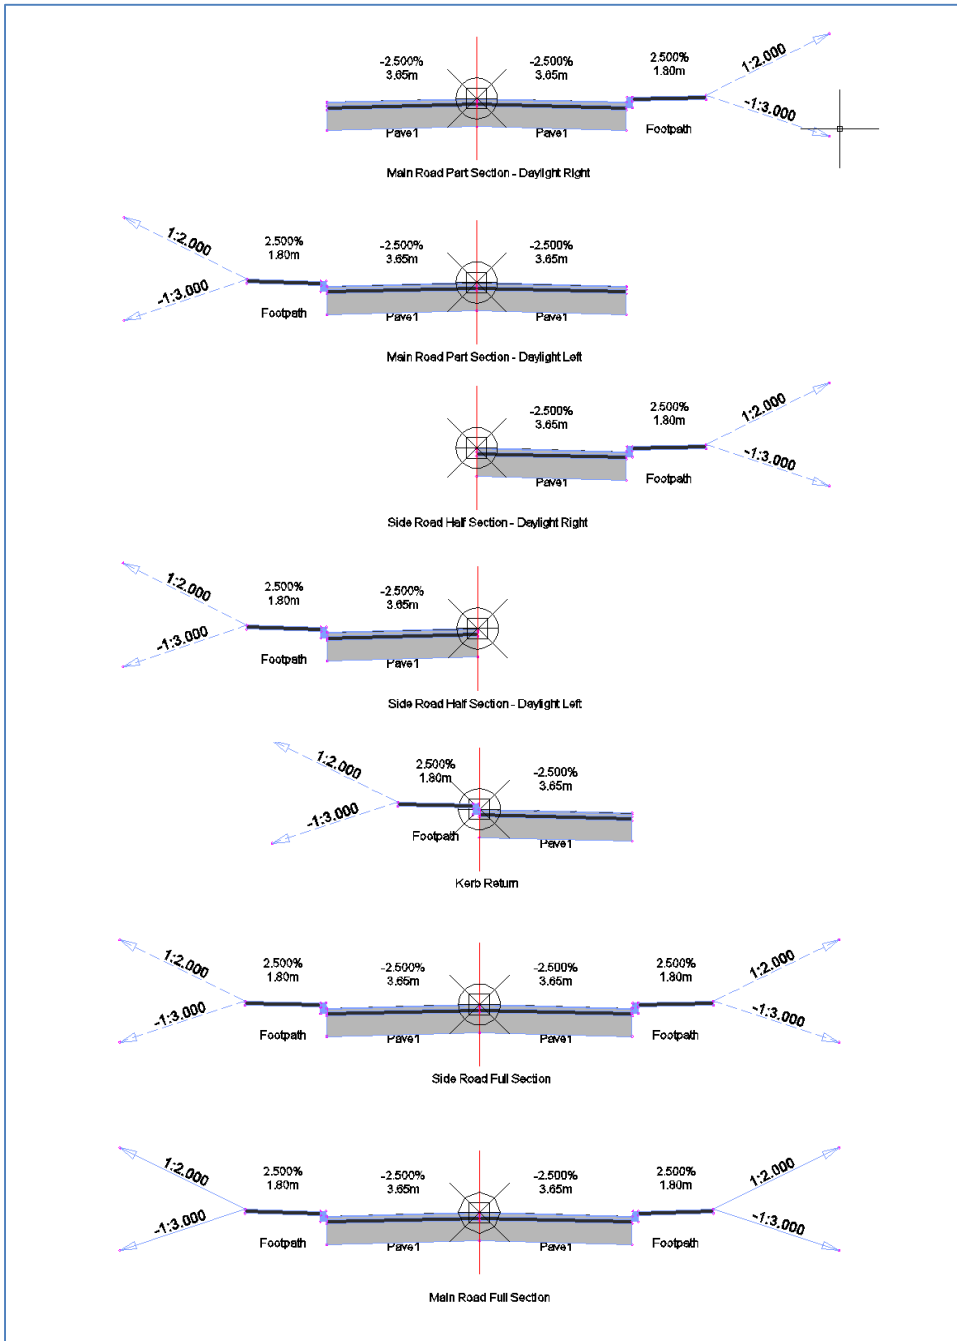 -2.500% -2.500% 2.500% 1:2.000
3.65m 3.65m 1.80m
-1:3.000
Pave1 Pave1 Footpath
Main Road Part Section - Daylight Right
1:2.000 2.500% -2.500% -2.500%
1.80m 3.65m 3.65m
-1:3.000
Footpath Pave1 Pave1
Main Road Part Section - Daylight Left
-2.500% 2.500% 1:2.000
3.65m 1.80m
-1:3.000
Pave1 Footpath
Side Road Half Section - Daylight Right
1:2.000 2.500% -2.500%
1.80m 3.65m
-1:3.000
Footpath Pave1
Side Road Half Section - Daylight Left
1:2.000 2.500% -2.500%
1.80m 3.65m
-1:3.000
Footpath Pave1
Kerb Return
1:2.000 2.500% -2.500% -2.500% 2.500% 1:2.000
1.80m 3.65m 3.65m 1.80m
-1:3.000 -1:3.000
Footpath Pave1 Pave1 Footpath
Side Road Full Section
1:2.000 2.500% -2.500% -2.500% 2.500% 1:2.000
1.80m 3.65m 3.65m 1.80m
-1:3.000 -1:3.000
Footpath Pave1 Pave1 Footpath
Main Road Full Section